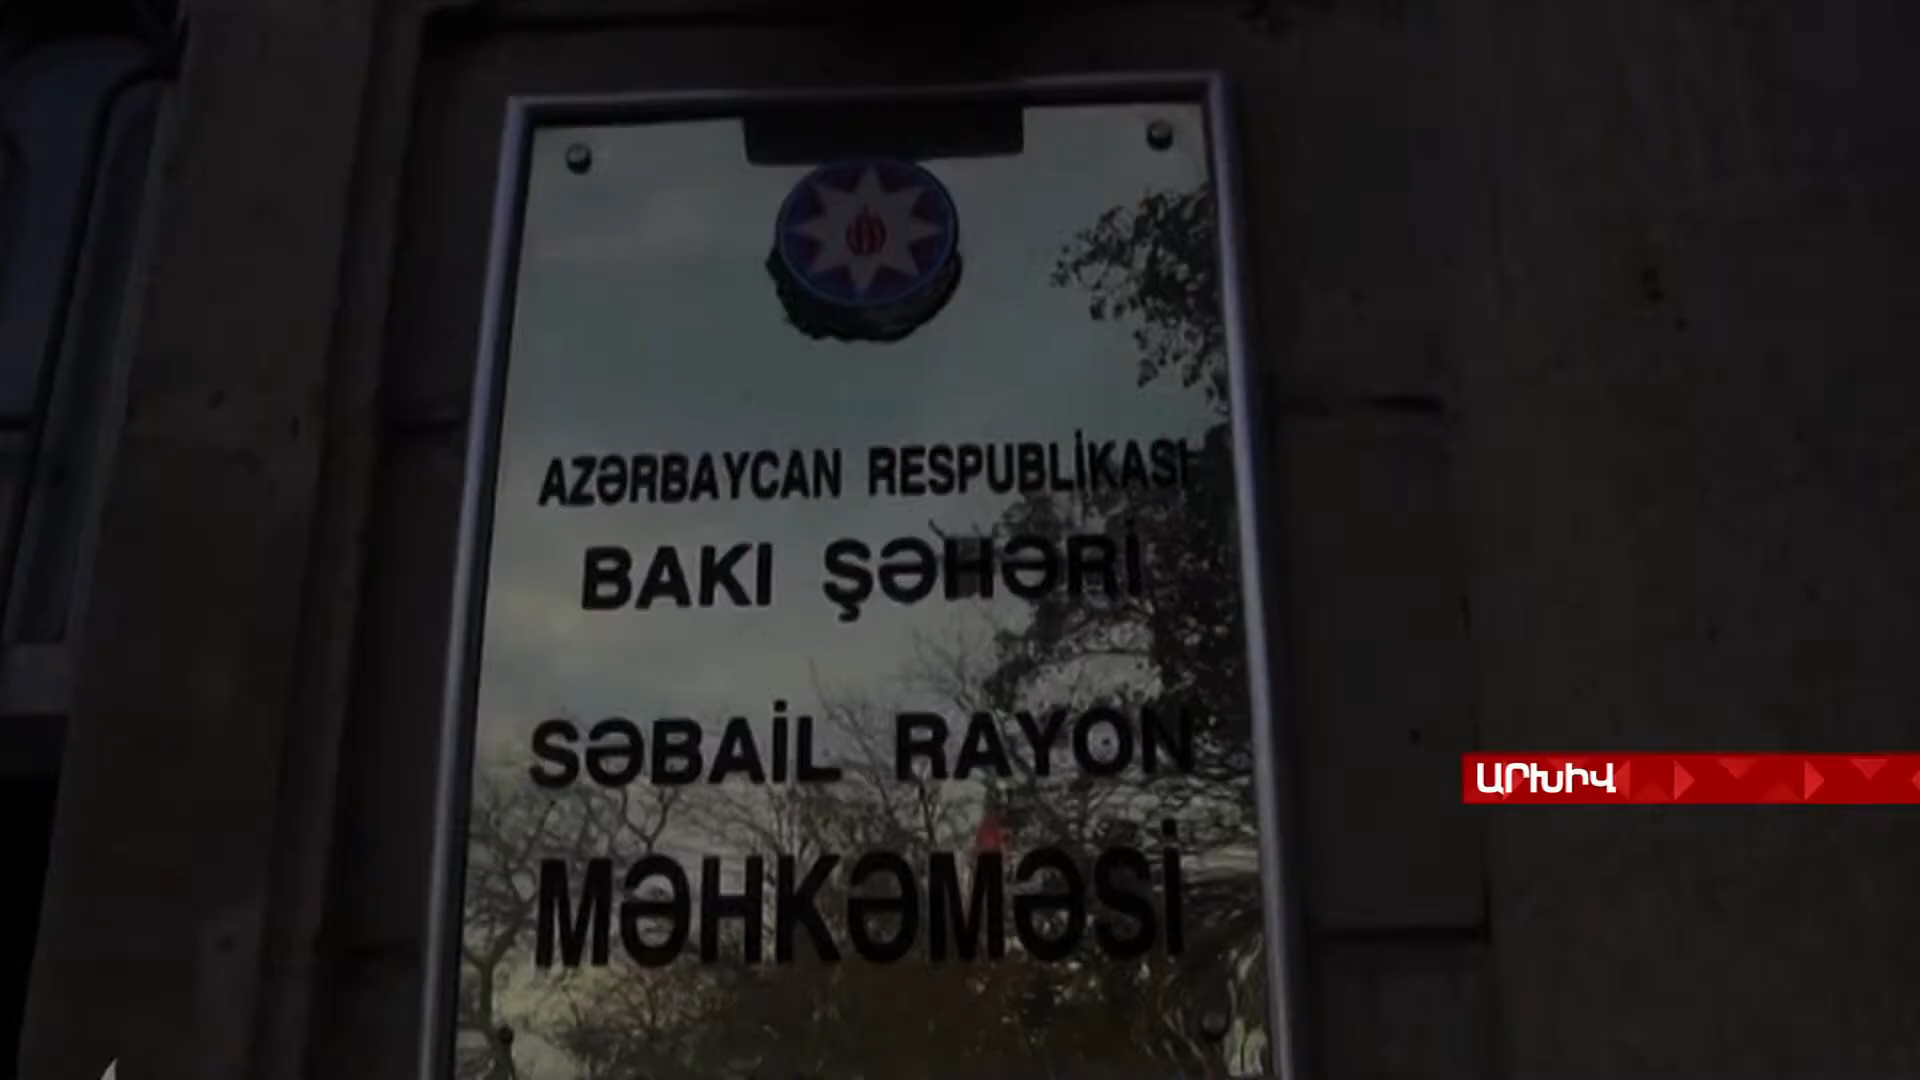 AZƏRBAYCAN RESPUBLİKASI
BAKI ŞƏHƏRİ
SƏBAİL RAYON
MƏHKƏMƏSİ
ԱՐԽԻՎ